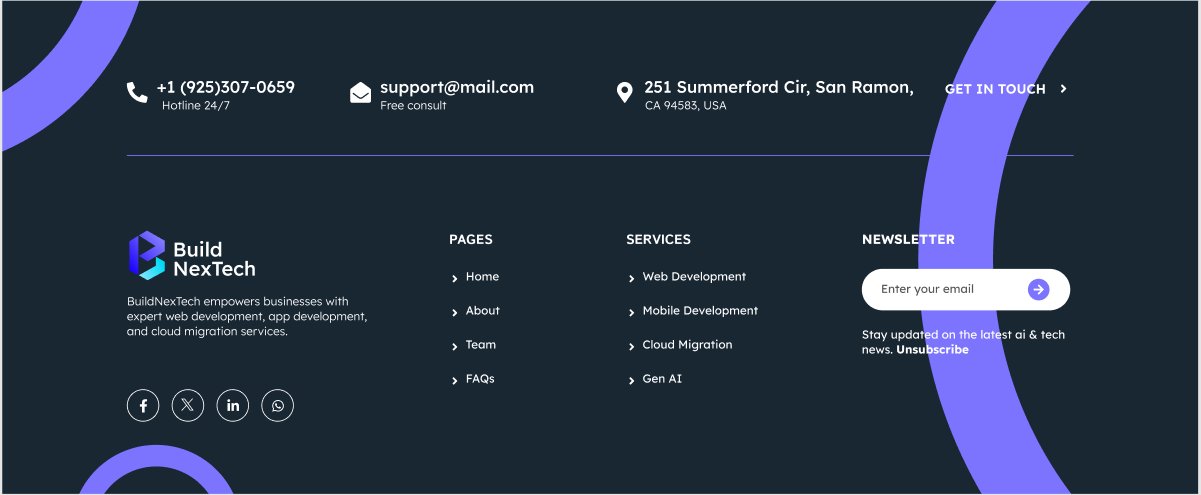 +1 (925)307-0659
Hotline 24/7
support@mail.com
Free consult
251 Summerford Cir, San Ramon,
CA 94583, USA
GET IN TOUCH
Build
NexTech
BuildNexTech empowers businesses with
expert web development, app development,
and cloud migration services.
PAGES
Home
About
Team
FAQs
SERVICES
Web Development
Mobile Development
Cloud Migration
Gen AI
NEWSLETTER
Enter your email
Stay updated on the latest ai & tech
news. Unsubscribe